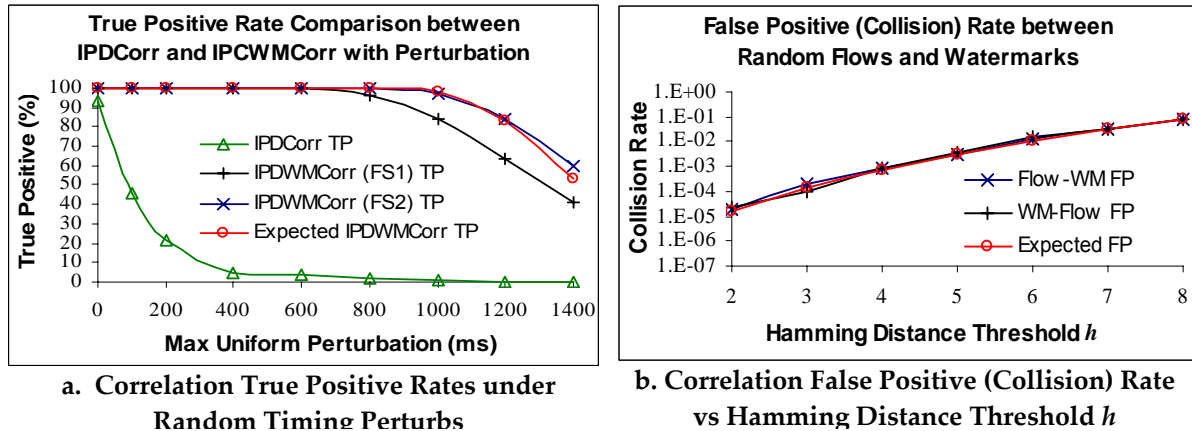 True Positive Rate Comparison between
IPDCorr and IPCWMCorr with Perturbation
True Positive (%)
100
90
80
70
60
50
40
30
20
10
0
IPDCorr TP
IPDWMCorr (FS1) TP
IPDWMCorr (FS2) TP
Expected IPDWMCorr TP
0 200 400 600 800 1000 1200 1400
Max Uniform Perturbation (ms)
a. Correlation True Positive Rates under
Random Timing Perturbs
False Positive (Collision) Rate between
Random Flows and Watermarks
Collision Rate
1.E+00
1.E-01
1.E-02
1.E-03
1.E-04
1.E-05
1.E-06
1.E-07
Flow-WM FP
WM-Flow FP
Expected FP
2 3 4 5 6 7 8
Hamming Distance Threshold h
b. Correlation False Positive (Collision) Rate
vs Hamming Distance Threshold h